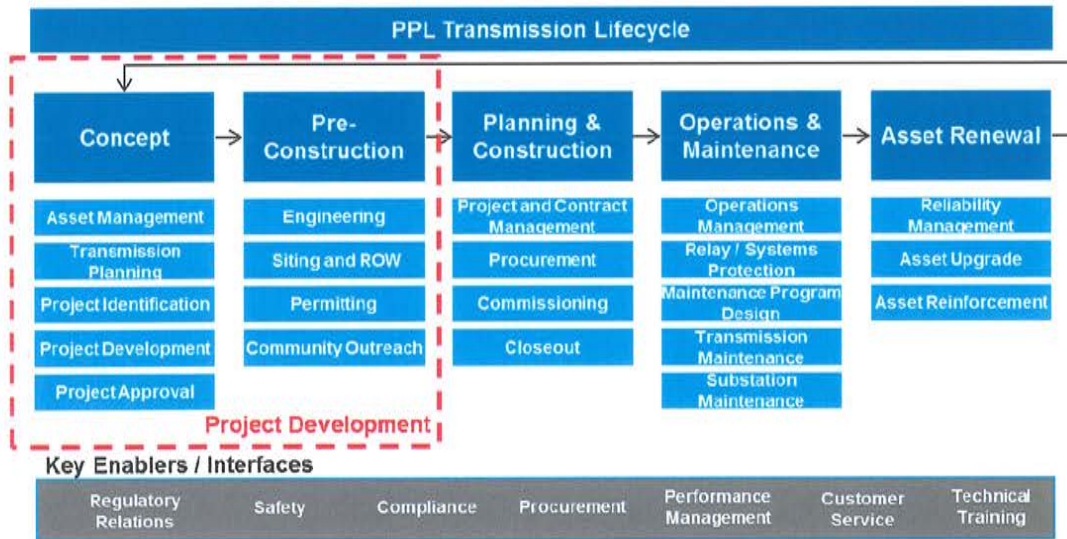 PPL Transmission Lifecycle
Concept
Pre-
Construction
Planning &
Construction
Operations &
Maintenance
Asset Renewal
Asset Management
Transmission
Planning
Project Identification
Project Development
Project Approval
Engineering
Siting and ROW
Permitting
Community Outreach
Project and Contract
Management
Procurement
Commissioning
Closeout
Operations
Management
Relay / Systems
Protection
Maintenance Program
Design
Transmission
Maintenance
Substation
Maintenance
Reliability
Management
Asset Upgrade
Asset Reinforcement
Project Development
Key Enablers / Interfaces
Regulatory
Relations
Safety
Compliance
Procurement
Performance
Management
Customer
Service
Technical
Training